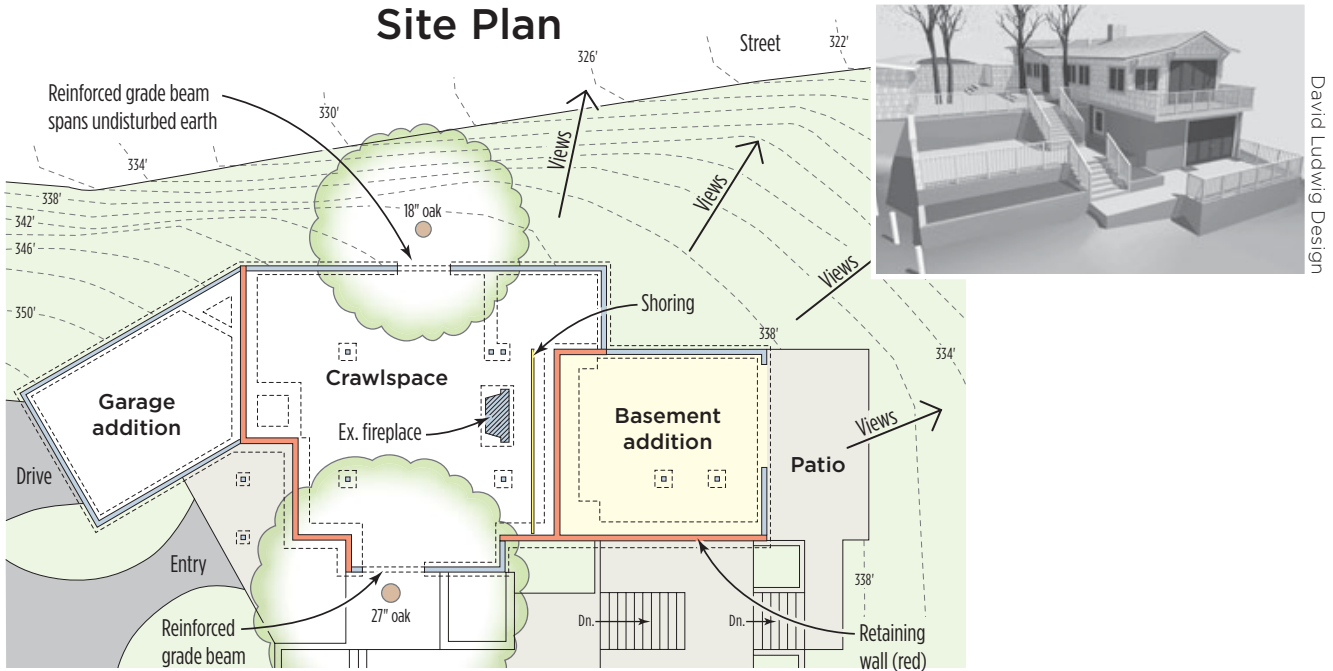 Site Plan
Street
322'
326'
Reinforced grade beam
spans undisturbed earth
330'
334'
338'
342'
346'
350'
18" oak
Views
Views
Views
Views
David Ludwig Design
Shoring
338'
334'
Crawlspace
Garage
addition
Ex. fireplace
Basement
addition
Patio
Drive
Entry
27" oak
Reinforced
grade beam
Dn.
Dn.
338'
Retaining
wall (red)